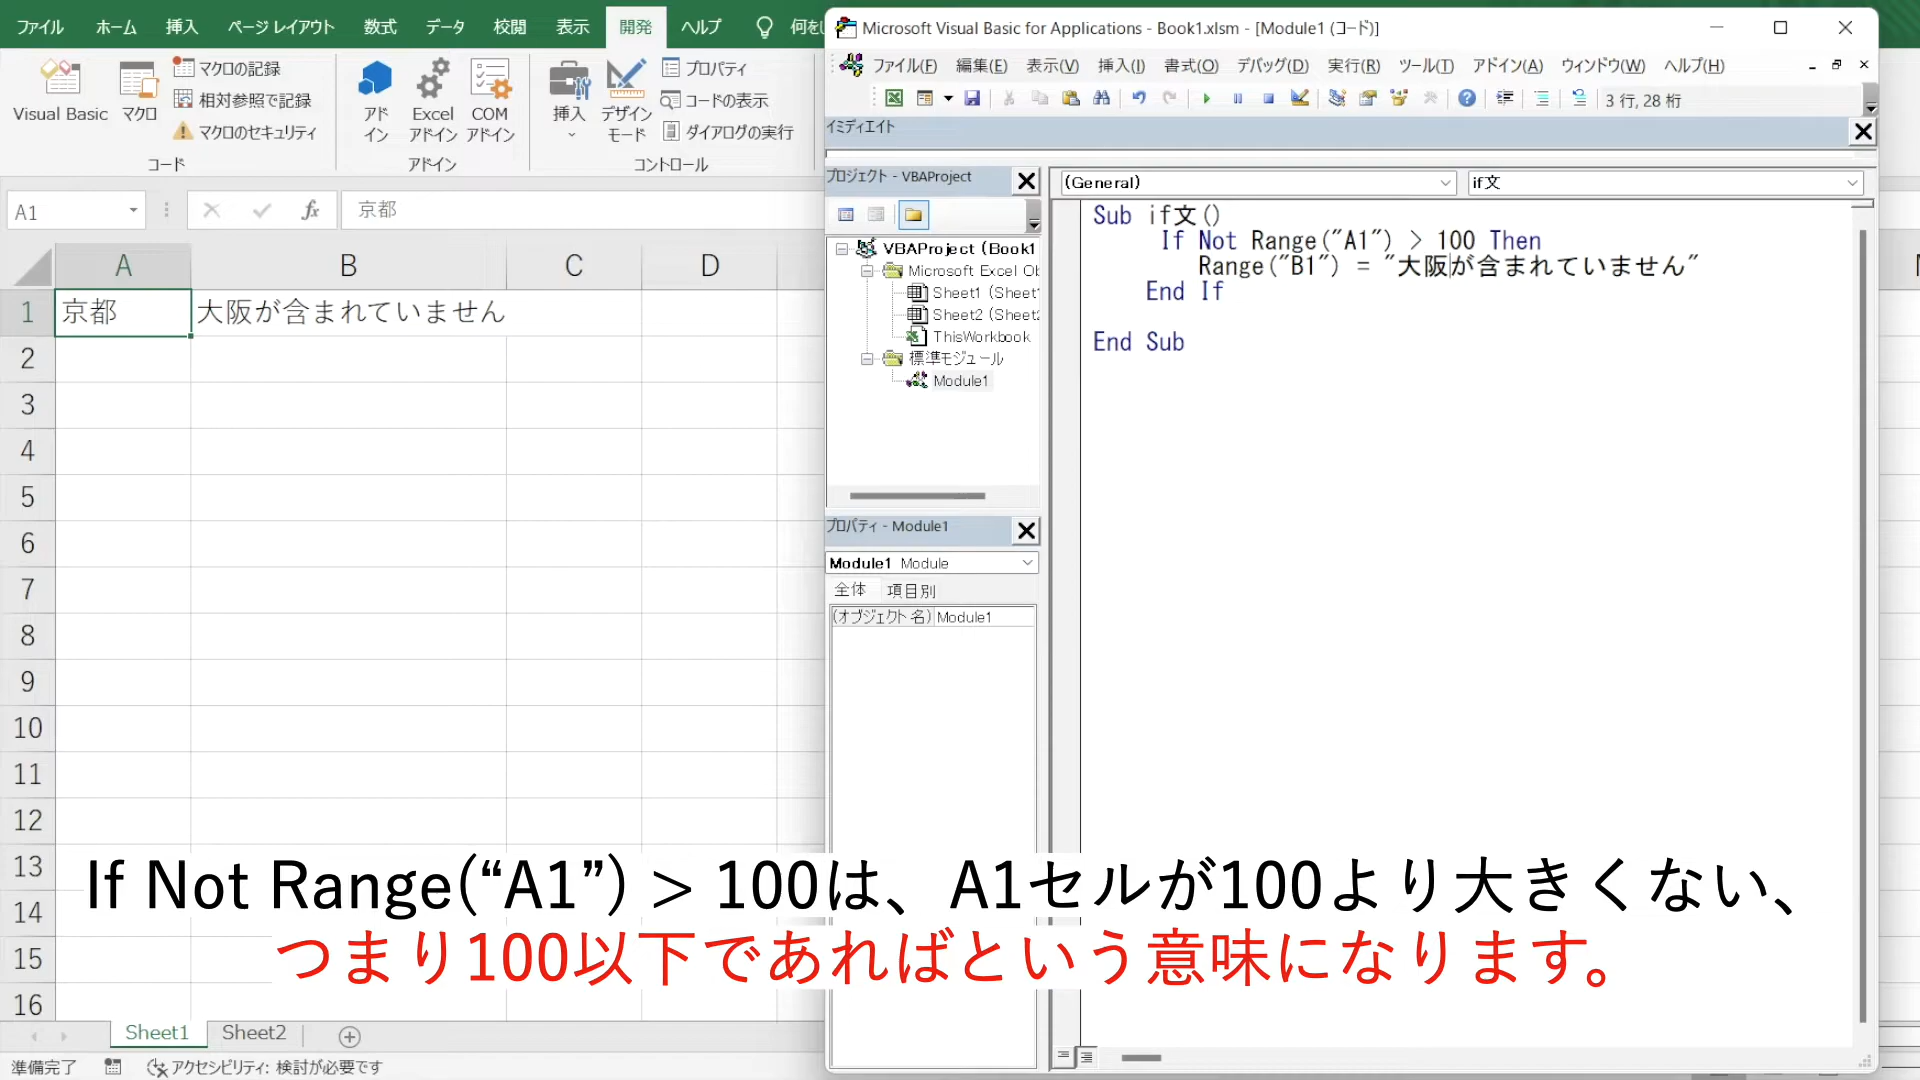 ファイル ホーム 挿入 ページ レイアウト 数式 データ 校閲 表示 開発 ヘルプ
Visual Basic
マクロ
マクロの記録
相対参照で記録
マクロのセキュリティ
コード
アド
イン
Excel
アドイン
COM
アドイン
アドイン
挿入
デザイン
モード
プロパティ
コードの表示
ダイアログの実行
コントロール
A1
fx
京都
A B C D
1 京都 大阪が含まれていません
2
3
4
5
6
7
8
9
10
11
12
13
14
15
16
Sheet1 Sheet2
準備完了
アクセシビリティ: 検討が必要です
Microsoft Visual Basic for Applications - Book1.xlsm - [Module1 (コード)]
ファイル(F) 編集(E) 表示(V) 挿入(I) 書式(O) デバッグ(D) 実行(R) ツール(T) アドイン(A) ウィンドウ(W) ヘルプ(H)
3 行, 28 桁
イミディエイト
プロジェクト - VBAProject
VBAProject (Book1
Microsoft Excel Ob
Sheet1 (Sheet1
Sheet2 (Sheet2
ThisWorkbook
標準モジュール
Module1
プロパティ - Module1
Module1 Module
全体 項目別
(オブジェクト名) Module1
(General)
if文
Sub if文()
If Not Range("A1") > 100 Then
Range("B1") = "大阪が含まれていません"
End If
End Sub
If Not Range(“A1”) > 100は、A1セルが100より大きくない、
つまり100以下であればという意味になります。